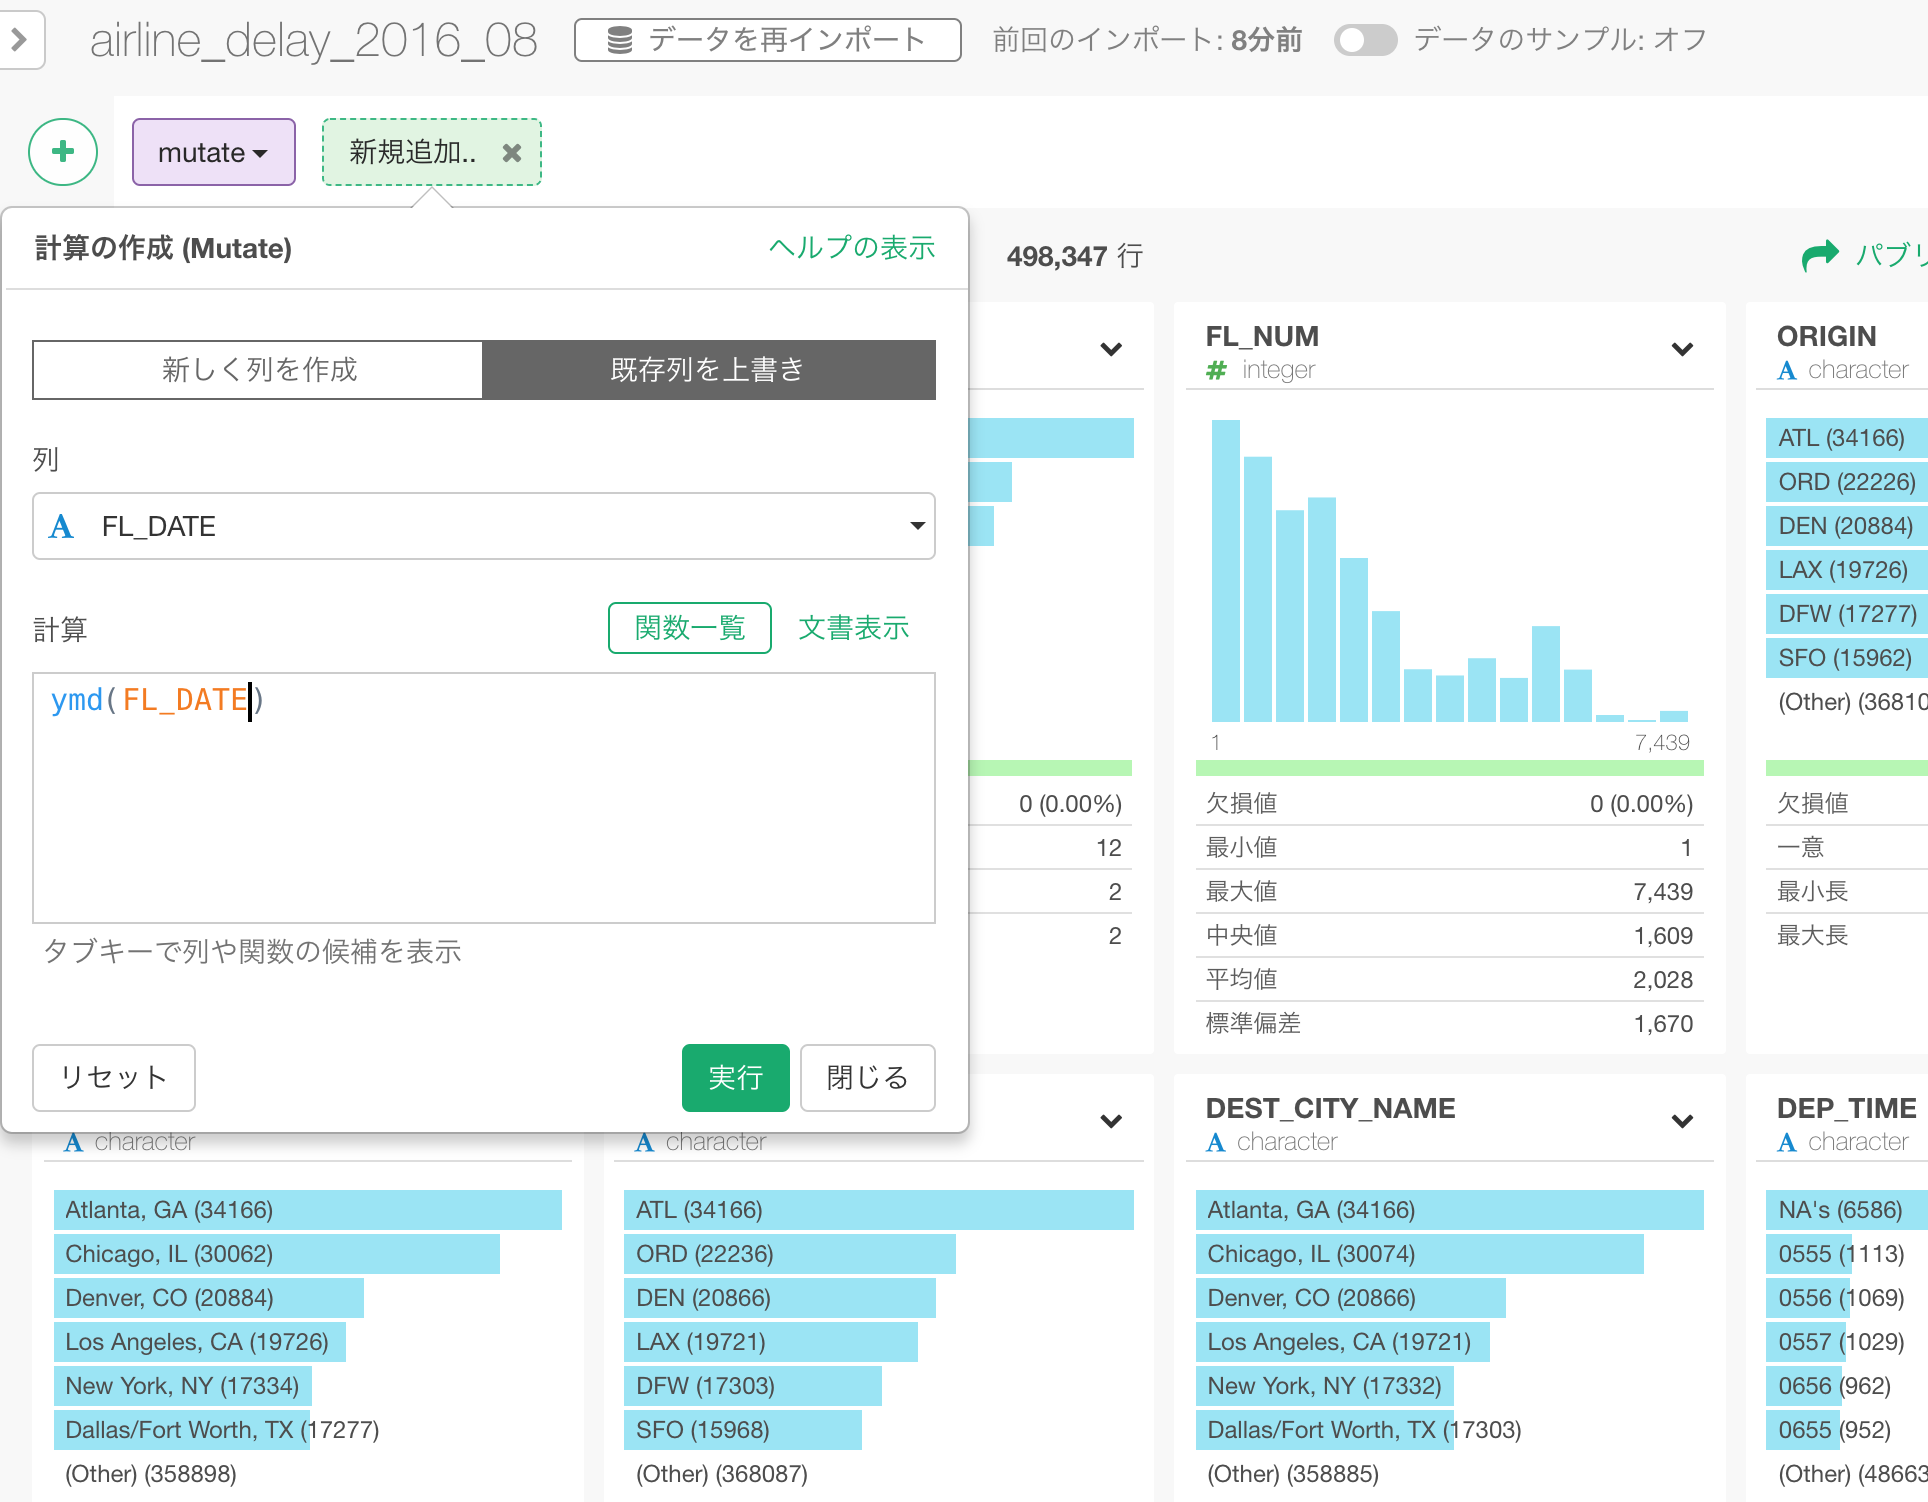 airline_delay_2016_08
データを再インポート
前回のインポート: 8分前
データのサンプル: オフ
mutate
新規追加..
計算の作成 (Mutate)
ヘルプの表示
新しく列を作成
既存列を上書き
列
FL_DATE
計算
関数一覧
文書表示
ymd(FL_DATE)
タブキーで列や関数の候補を表示
リセット
実行
閉じる
498,347 行
パブリ
0 (0.00%)
12
2
2
FL_NUM
# integer
1
7,439
欠損値 0 (0.00%)
最小値 1
最大値 7,439
中央値 1,609
平均値 2,028
標準偏差 1,670
ORIGIN
A character
ATL (34166)
ORD (22226)
DEN (20884)
LAX (19726)
DFW (17277)
SFO (15962)
(Other) (36810
欠損値
一意
最小長
最大長
A character
Atlanta, GA (34166)
Chicago, IL (30062)
Denver, CO (20884)
Los Angeles, CA (19726)
New York, NY (17334)
Dallas/Fort Worth, TX (17277)
(Other) (358898)
A character
ATL (34166)
ORD (22236)
DEN (20866)
LAX (19721)
DFW (17303)
SFO (15968)
(Other) (368087)
DEST_CITY_NAME
A character
Atlanta, GA (34166)
Chicago, IL (30074)
Denver, CO (20866)
Los Angeles, CA (19721)
New York, NY (17332)
Dallas/Fort Worth, TX (17303)
(Other) (358885)
DEP_TIME
A character
NA's (6586)
0555 (1113)
0556 (1069)
0557 (1029)
0656 (962)
0655 (952)
(Other) (48663